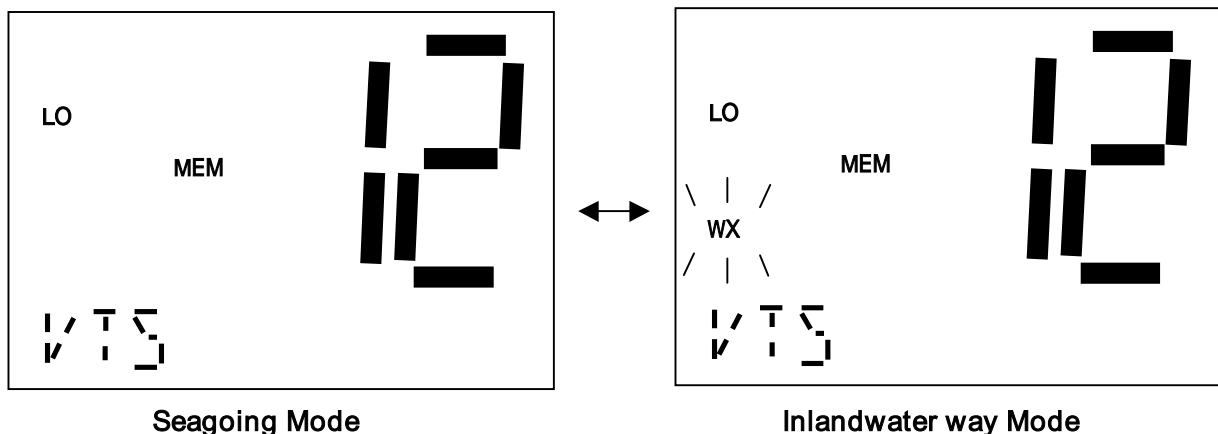 LO
MEM
12
VTS
Seagoing Mode
LO
MEM
WX
12
VTS
Inlandwater way Mode